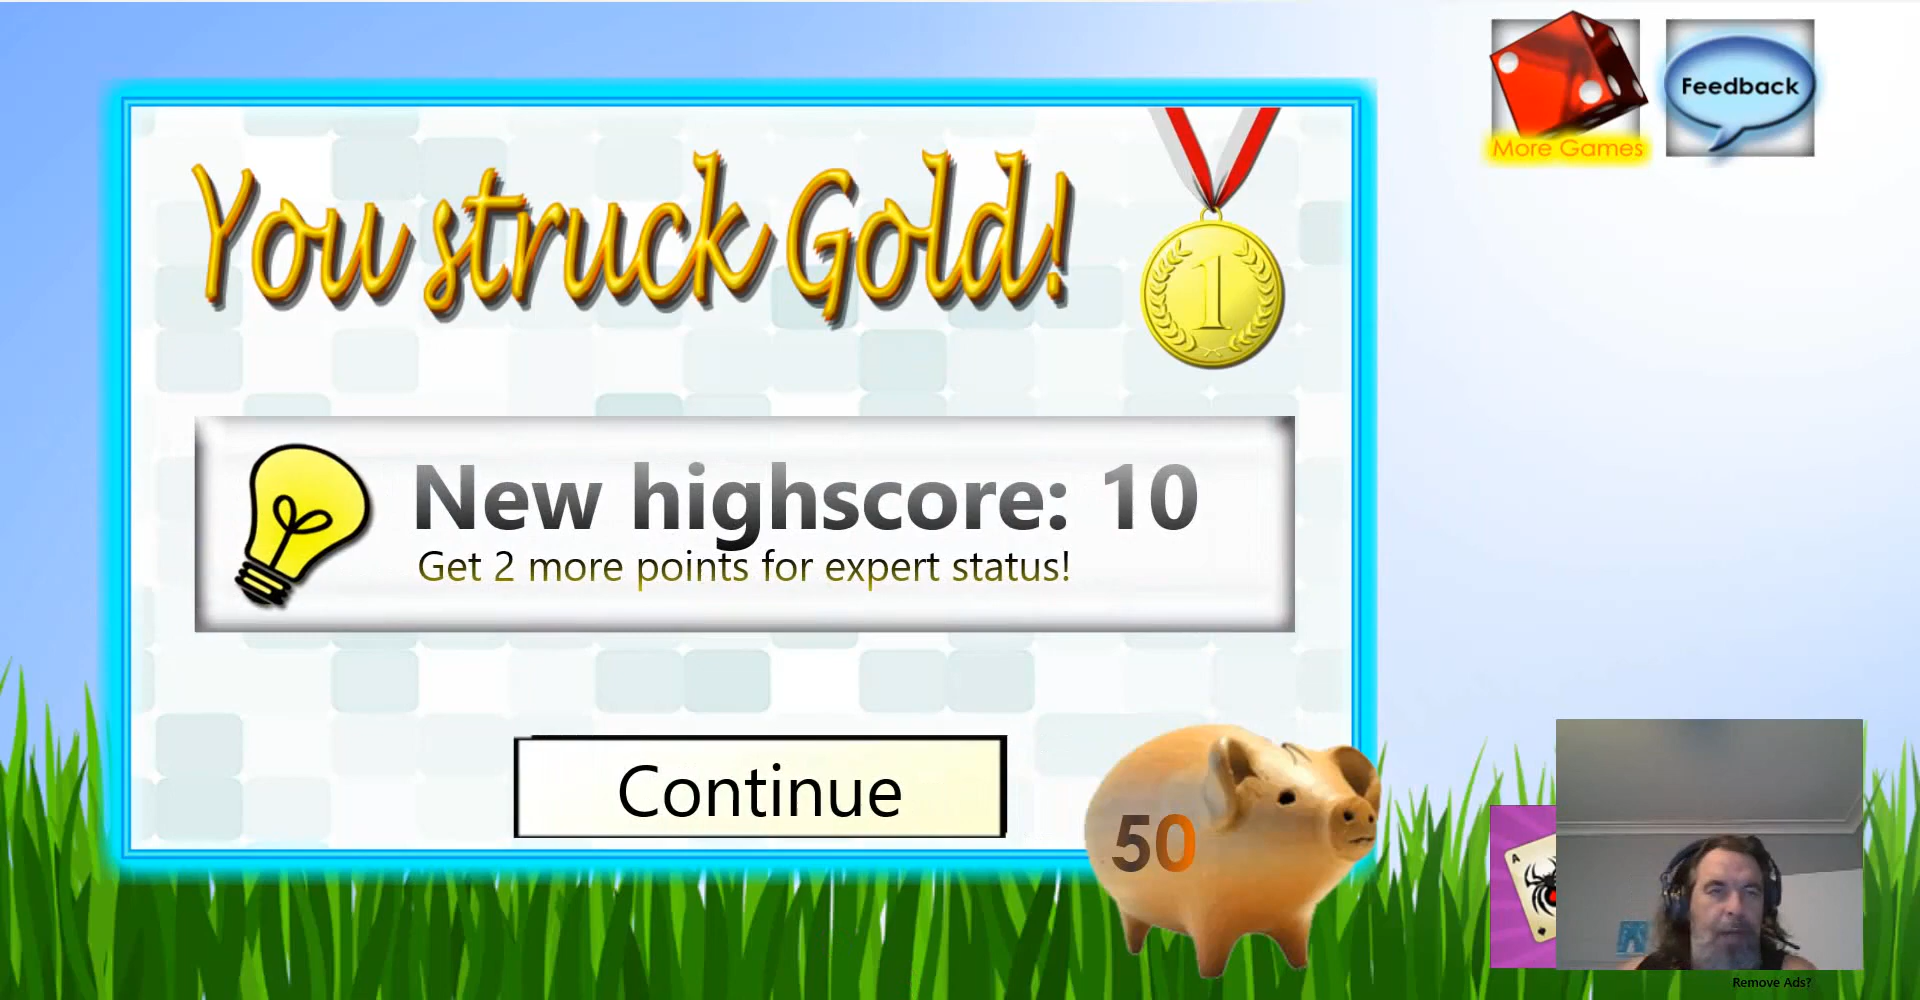 More Games
Feedback
You struck Gold!
1
New highscore: 10
Get 2 more points for expert status!
Continue
50
A
Remove Ads?